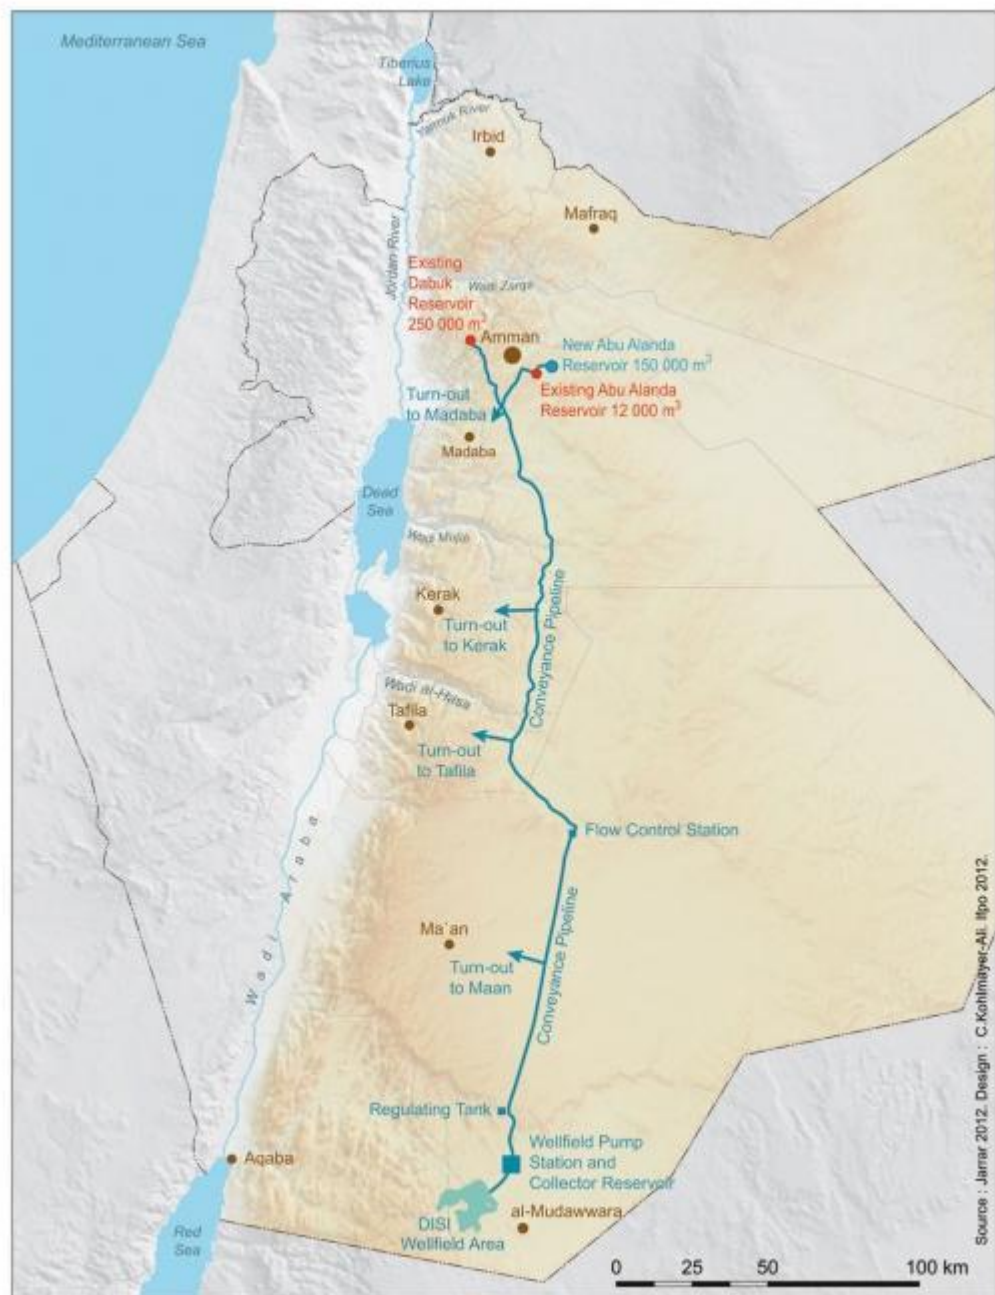 Mediterranean Sea
Tiberius
Lake
Yarmuk River
Irbid
Mafraq
Jordan River
Existing
Dabuk
Reservoir
250 000 m³
Wadi Zarqa
Amman
New Abu Alanda
Reservoir 150 000 m³
Existing Abu Alanda
Reservoir 12 000 m³
Turn-out
to Madaba
Madaba
Dead
Sea
Wadi Mujib
Kerak
Turn-out
to Kerak
Conveyance Pipeline
Wadi al-Hasa
Tafila
Turn-out
to Tafila
Flow Control Station
Wadi Araba
Ma'an
Turn-out
to Maan
Conveyance Pipeline
Regulating Tank
Wellfield Pump
Station and
Collector Reservoir
Aqaba
DISI
Wellfield Area
al-Mudawwara
Red
Sea
0 25 50 100 km
Source : Jarrar 2012. Design : C.Kohlmayer-Ali. Ifpo 2012.